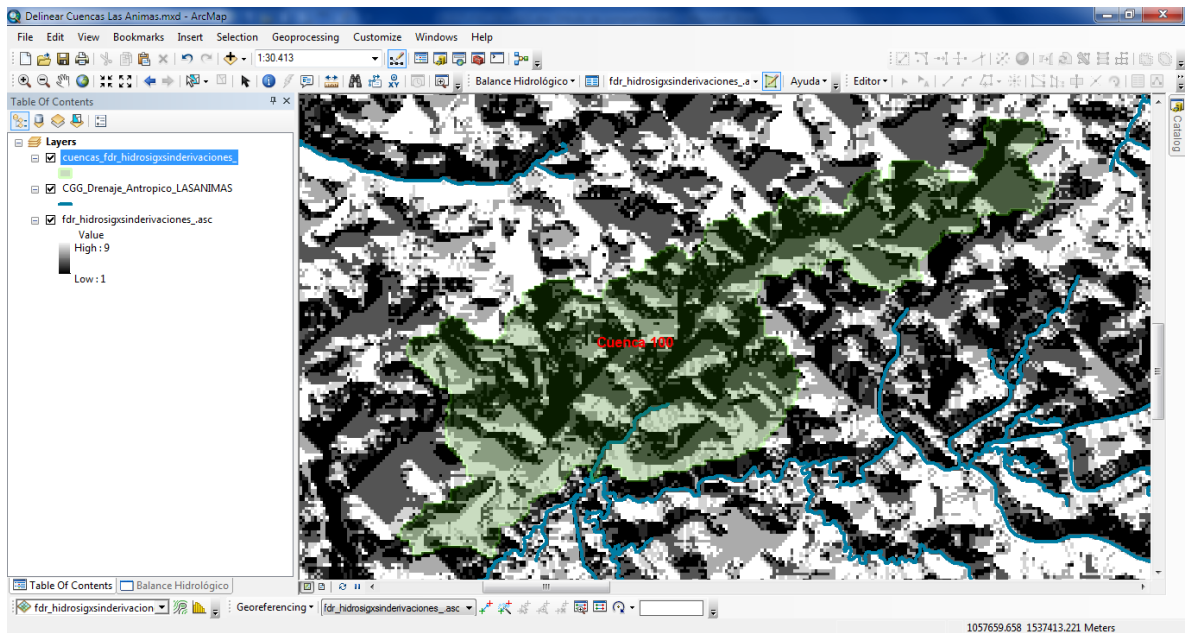 Delinear Cuencas Las Animas.mxd - ArcMap
File Edit View Bookmarks Insert Selection Geoprocessing Customize Windows Help
1:30.413
Balance Hidrológico fdr_hidrosigxsinderivaciones_.a Ayuda Editor
Table Of Contents
Layers
cuencas_fdr_hidrosigxsinderivaciones_
CGG_Drenaje_Antropico_LASANIMAS
fdr_hidrosigxsinderivaciones_.asc
Value
High : 9
Low : 1
Cuenca 100
Catalog
Table Of Contents Balance Hidrológico
fdr_hidrosigxsinderivacion Georeferencing fdr_hidrosigxsinderivaciones_.asc
1057659.658 1537413.221 Meters